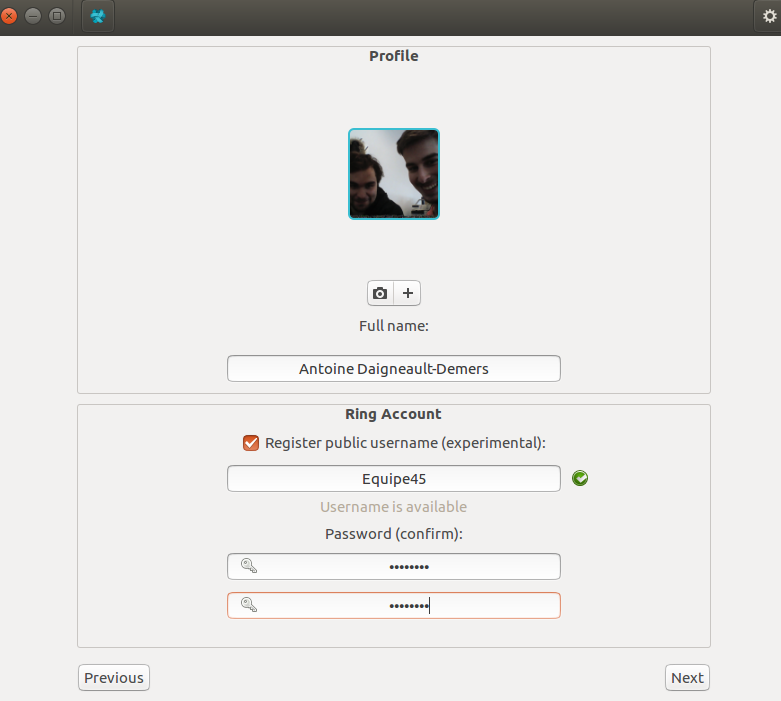 Profile
Full name:
Antoine Daigneault-Demers
Ring Account
Register public username (experimental):
Equipe45
Username is available
Password (confirm):
••••••••
••••••••
Previous
Next